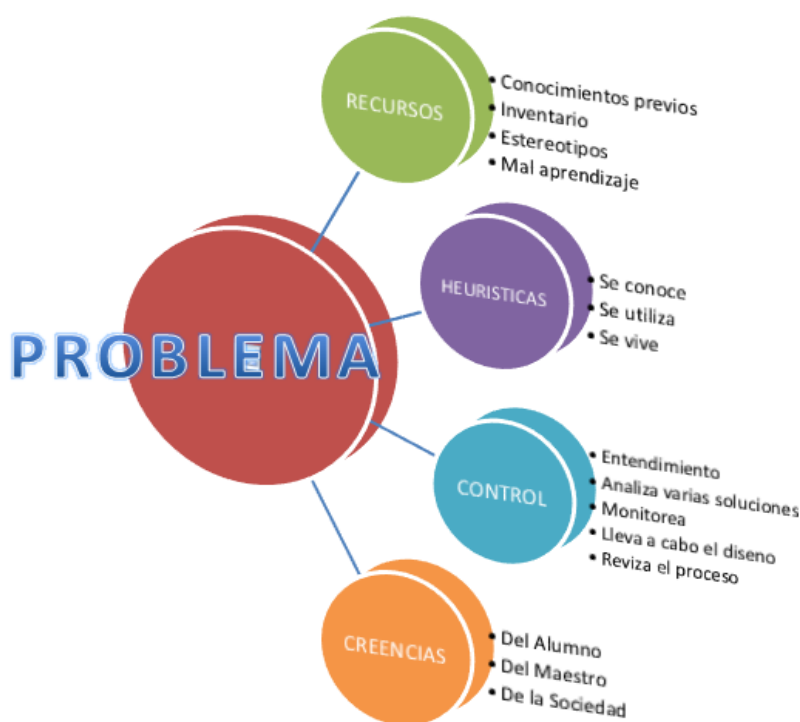 RECURSOS
• Conocimientos previos
• Inventario
• Estereotipos
• Mal aprendizaje
HEURISTICAS
• Se conoce
• Se utiliza
• Se vive
PROBLEMA
CONTROL
• Entendimiento
• Analiza varias soluciones
• Monitorea
• Lleva a cabo el diseno
• Reviza el proceso
CREENCIAS
• Del Alumno
• Del Maestro
• De la Sociedad